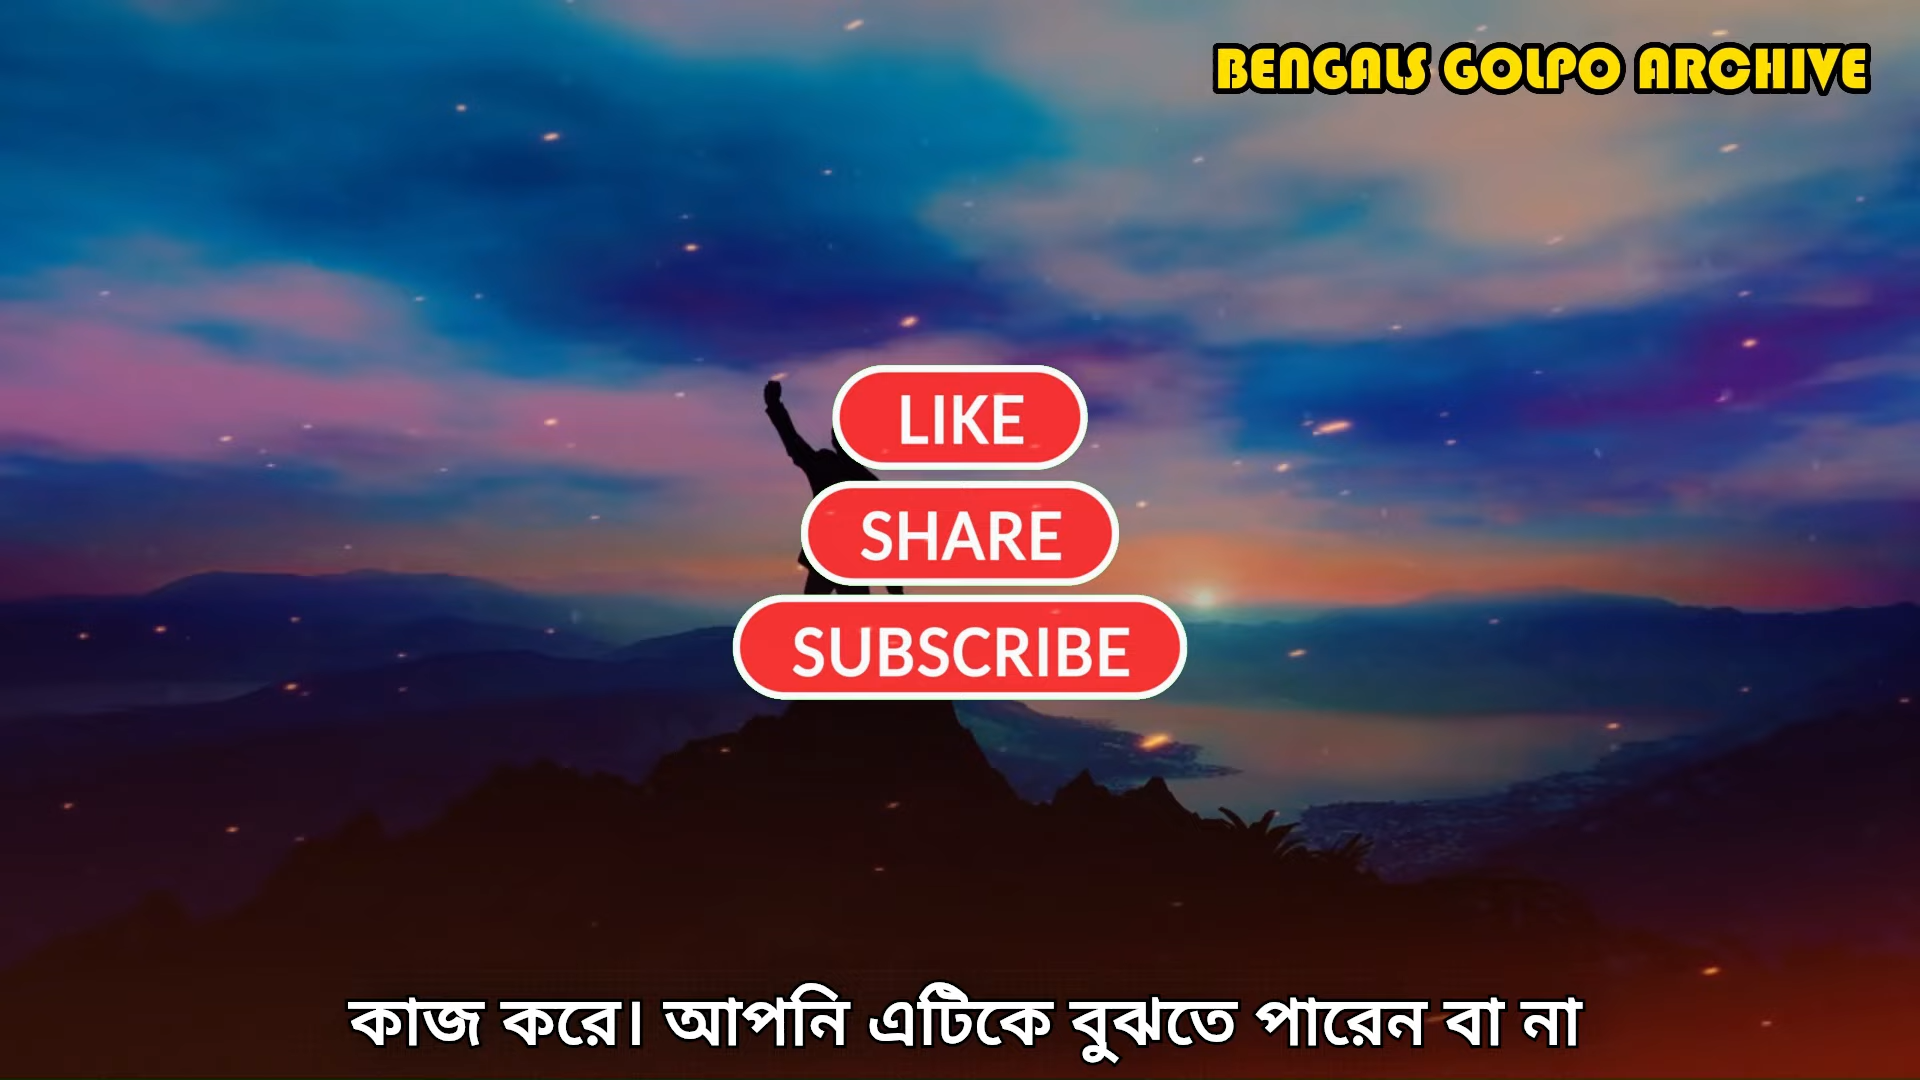 BENGALS GOLPO ARCHIVE
LIKE
SHARE
SUBSCRIBE
কাজ করে। আপনি এটিকে বুঝতে পারেন বা না